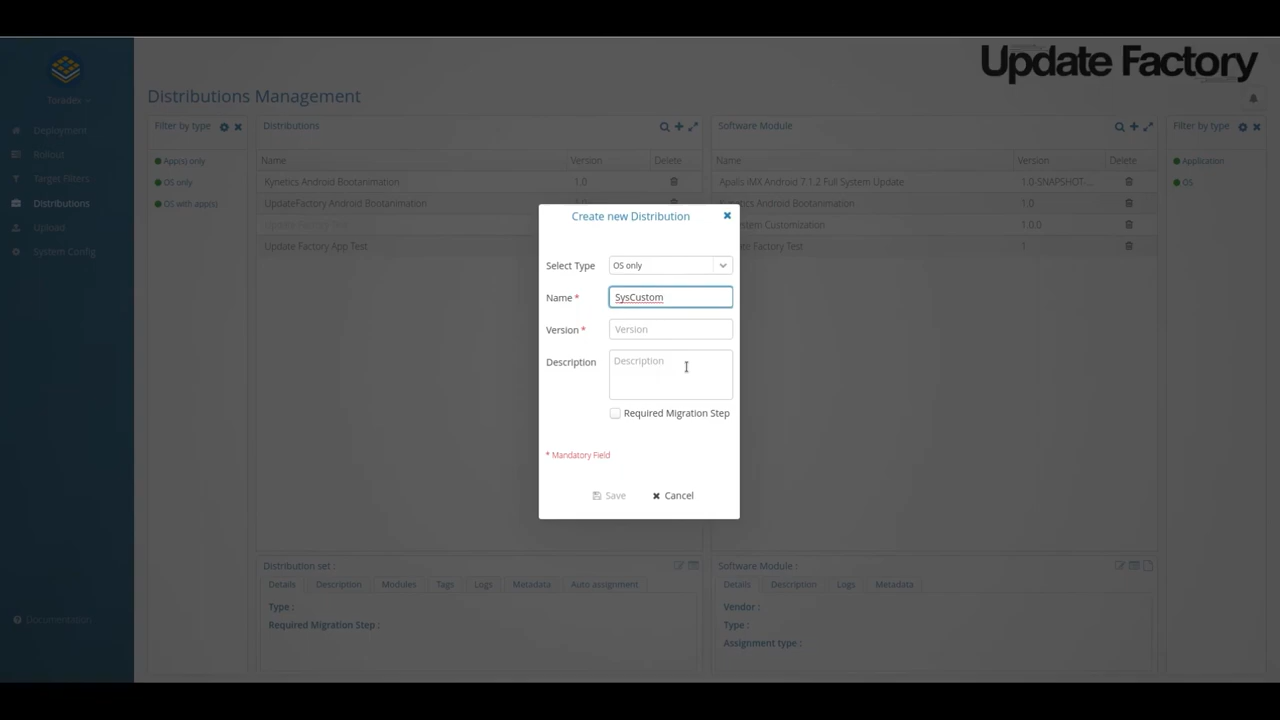 Update Factory
Toradex
Distributions Management
Deployment
Rollout
Target Filters
Distributions
Upload
System Config
Documentation
Filter by type
App(s) only
OS only
OS with app(s)
Distributions
Name Version Delete
Kynetics Android Bootanimation 1.0
UpdateFactory Android Bootanimation
Update Factory Test
Update Factory App Test
Software Module
Name Version Delete
Apalis iMX Android 7.1.2 Full System Update 1.0-SNAPSHOT-...
Kynetics Android Bootanimation 1.0
System Customization 1.0.0
Factory Test 1
Filter by type
Application
OS
Create new Distribution
Select Type OS only
Name * SysCustom
Version * Version
Description Description
Required Migration Step
* Mandatory Field
Save Cancel
Distribution set :
Details Description Modules Tags Logs Metadata Auto assignment
Type :
Required Migration Step :
Software Module :
Details Description Logs Metadata
Vendor :
Type :
Assignment type :